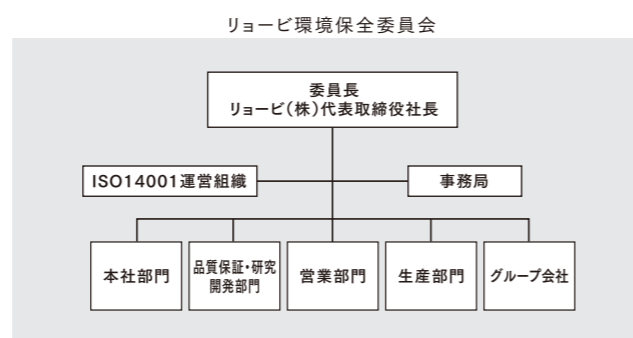 リョービ環境保全委員会
委員長
リョービ(株)代表取締役社長
ISO14001運営組織
事務局
本社部門
品質保証・研究
開発部門
営業部門
生産部門
グループ会社